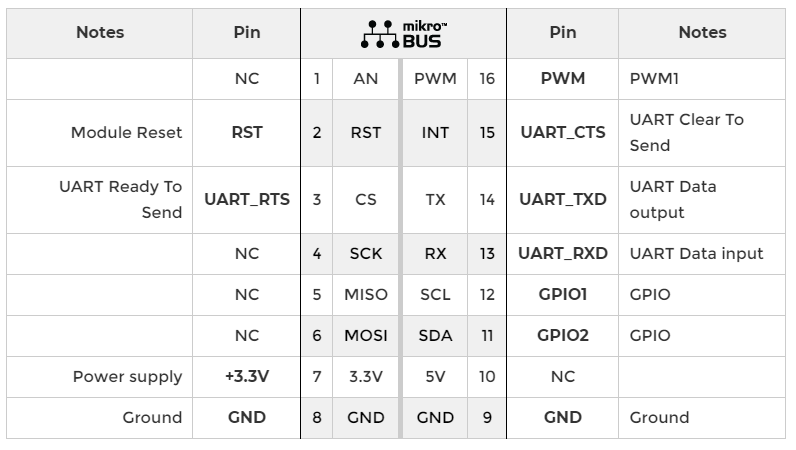 Notes Pin mikro™ BUS Pin Notes
NC 1 AN PWM 16 PWM PWM1
Module Reset RST 2 RST INT 15 UART_CTS UART Clear To
Send
UART Ready To
Send UART_RTS 3 CS TX 14 UART_TXD UART Data
output
NC 4 SCK RX 13 UART_RXD UART Data input
NC 5 MISO SCL 12 GPIO1 GPIO
NC 6 MOSI SDA 11 GPIO2 GPIO
Power supply +3.3V 7 3.3V 5V 10 NC
Ground GND 8 GND GND 9 GND Ground